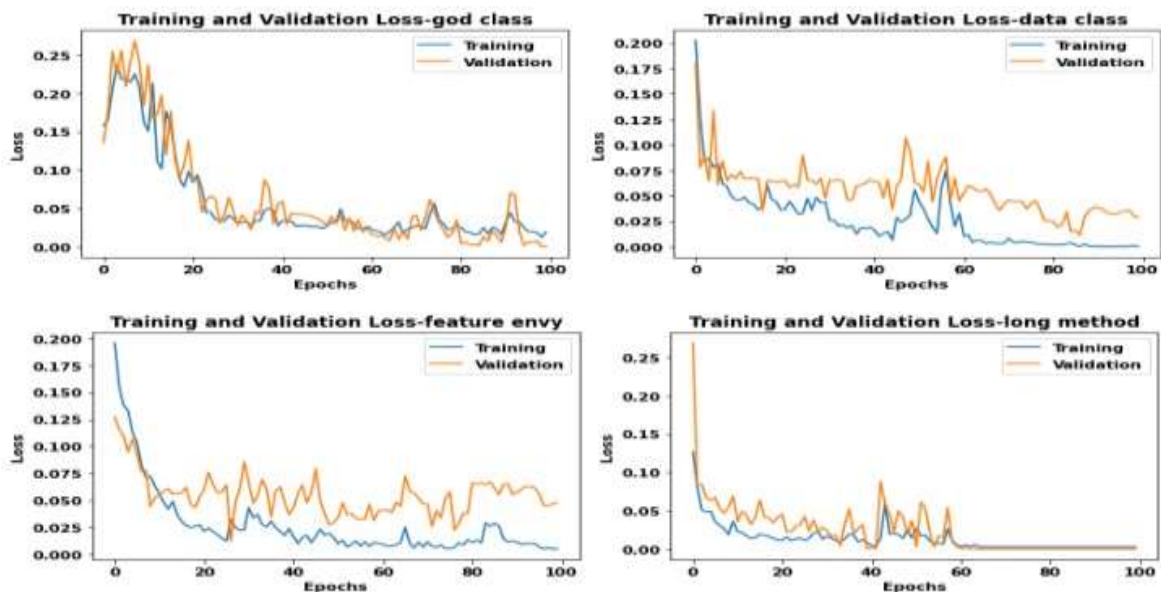 Training and Validation Loss-god class
Training
Validation
0.25
0.20
0.15
0.10
0.05
0.00
Loss
0
20
40
60
80
100
Epochs
Training and Validation Loss-data class
Training
Validation
0.200
0.175
0.150
0.125
0.100
0.075
0.050
0.025
0.000
Loss
0
20
40
60
80
100
Epochs
Training and Validation Loss-feature envy
Training
Validation
0.200
0.175
0.150
0.125
0.100
0.075
0.050
0.025
0.000
Loss
0
20
40
60
80
100
Epochs
Training and Validation Loss-long method
Training
Validation
0.25
0.20
0.15
0.10
0.05
0.00
Loss
0
20
40
60
80
100
Epochs